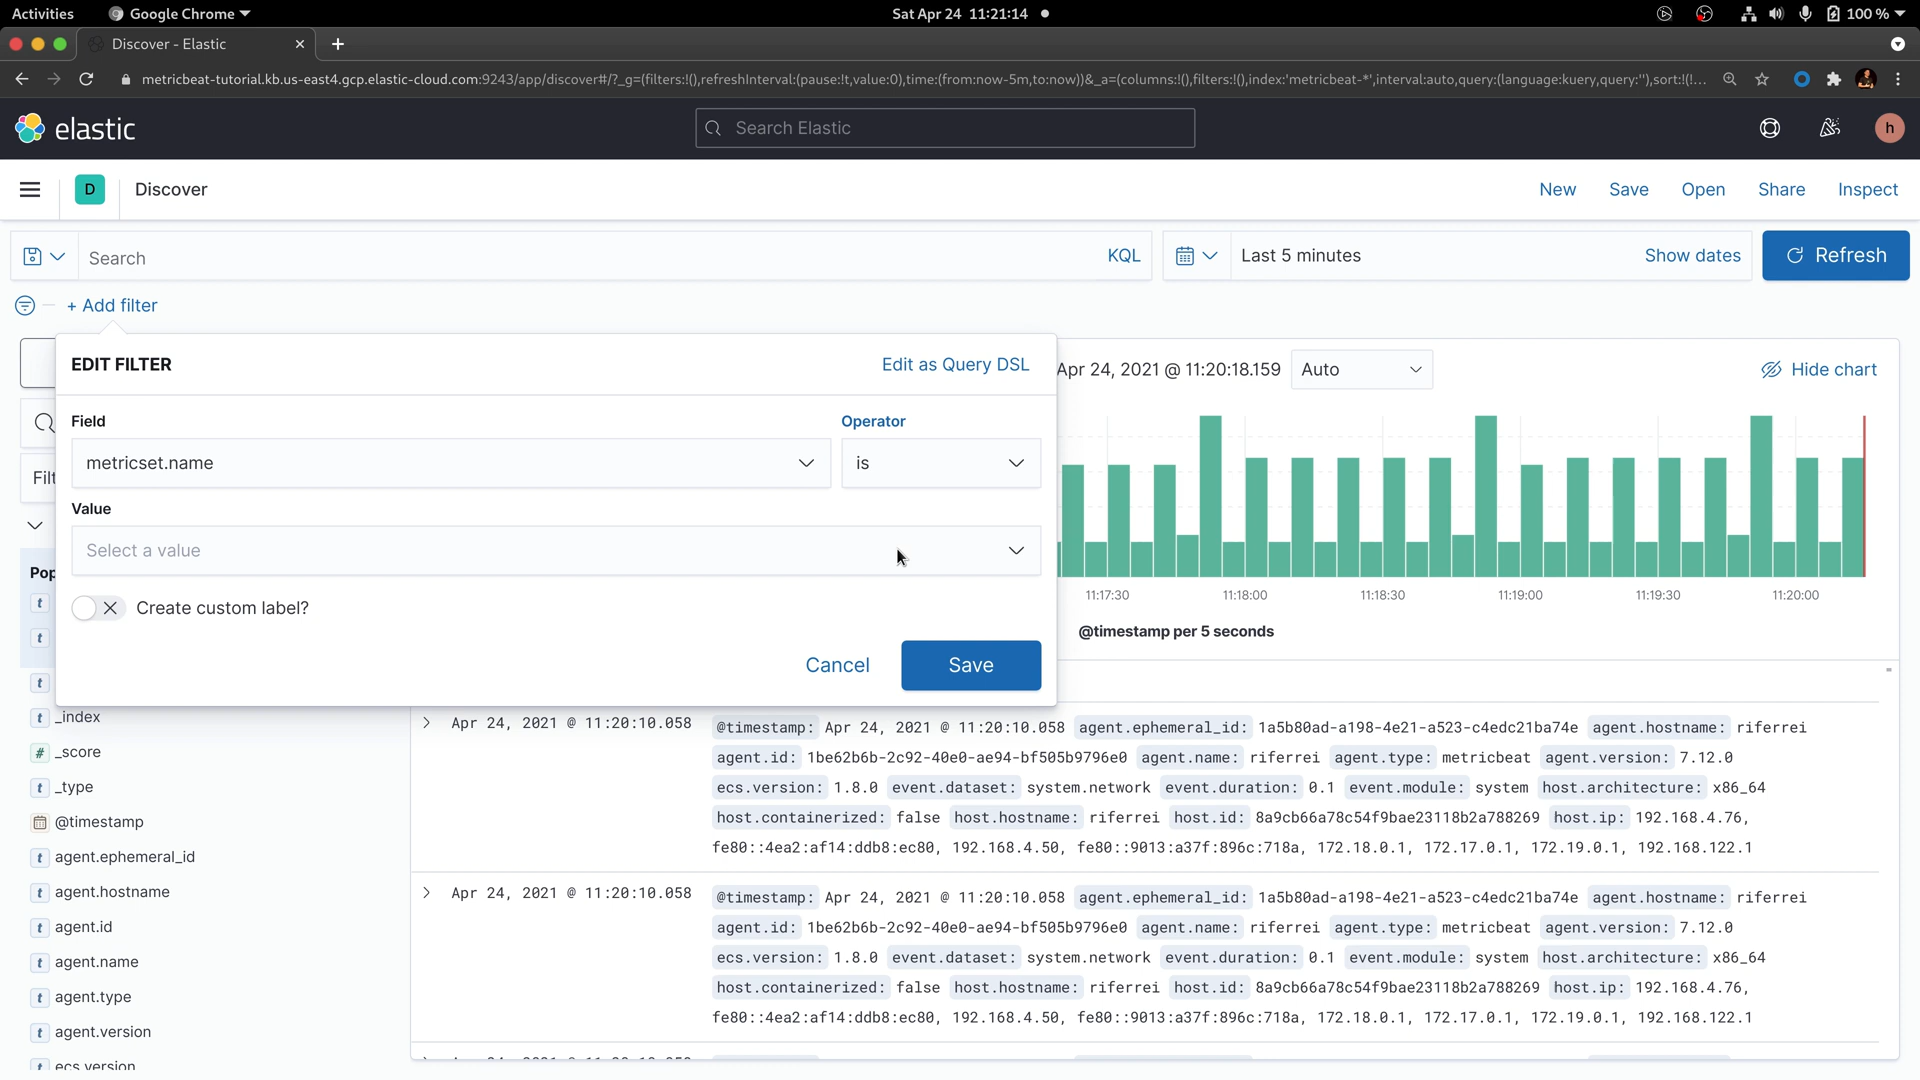 Activities
Google Chrome
Sat Apr 24 11:21:14
100 %
Discover - Elastic
metricbeat-tutorial.kb.us-east4.gcp.elastic-cloud.com:9243/app/discover#/?_g=(filters:!(),refreshInterval:(pause:!t,value:0),time:(from:now-5m,to:now))&_a=(columns:!(),filters:!(),index:'metricbeat-*',interval:auto,query:(language:kuery,query:''),sort:!(!...
elastic
Search Elastic
h
D
Discover
New
Save
Open
Share
Inspect
Search
KQL
Last 5 minutes
Show dates
Refresh
+ Add filter
EDIT FILTER
Edit as Query DSL
Apr 24, 2021 @ 11:20:18.159
Auto
Hide chart
Field
Operator
metricset.name
is
Value
Select a value
Create custom label?
Cancel
Save
Filt
Pop
t
t
t
t _index
# _score
t _type
@timestamp
t agent.ephemeral_id
t agent.hostname
t agent.id
t agent.name
t agent.type
t agent.version
t ecs.version
11:17:30
11:18:00
11:18:30
11:19:00
11:19:30
11:20:00
@timestamp per 5 seconds
Apr 24, 2021 @ 11:20:10.058
@timestamp: Apr 24, 2021 @ 11:20:10.058 agent.ephemeral_id: 1a5b80ad-a198-4e21-a523-c4edc21ba74e agent.hostname: riferrei
agent.id: 1be62b6b-2c92-40e0-ae94-bf505b9796e0 agent.name: riferrei agent.type: metricbeat agent.version: 7.12.0
ecs.version: 1.8.0 event.dataset: system.network event.duration: 0.1 event.module: system host.architecture: x86_64
host.containerized: false host.hostname: riferrei host.id: 8a9cb66a78c54f9bae23118b2a788269 host.ip: 192.168.4.76,
fe80::4ea2:af14:ddb8:ec80, 192.168.4.50, fe80::9013:a37f:896c:718a, 172.18.0.1, 172.17.0.1, 172.19.0.1, 192.168.122.1
Apr 24, 2021 @ 11:20:10.058
@timestamp: Apr 24, 2021 @ 11:20:10.058 agent.ephemeral_id: 1a5b80ad-a198-4e21-a523-c4edc21ba74e agent.hostname: riferrei
agent.id: 1be62b6b-2c92-40e0-ae94-bf505b9796e0 agent.name: riferrei agent.type: metricbeat agent.version: 7.12.0
ecs.version: 1.8.0 event.dataset: system.network event.duration: 0.1 event.module: system host.architecture: x86_64
host.containerized: false host.hostname: riferrei host.id: 8a9cb66a78c54f9bae23118b2a788269 host.ip: 192.168.4.76,
fe80::4ea2:af14:ddb8:ec80, 192.168.4.50, fe80::9013:a37f:896c:718a, 172.18.0.1, 172.17.0.1, 172.19.0.1, 192.168.122.1